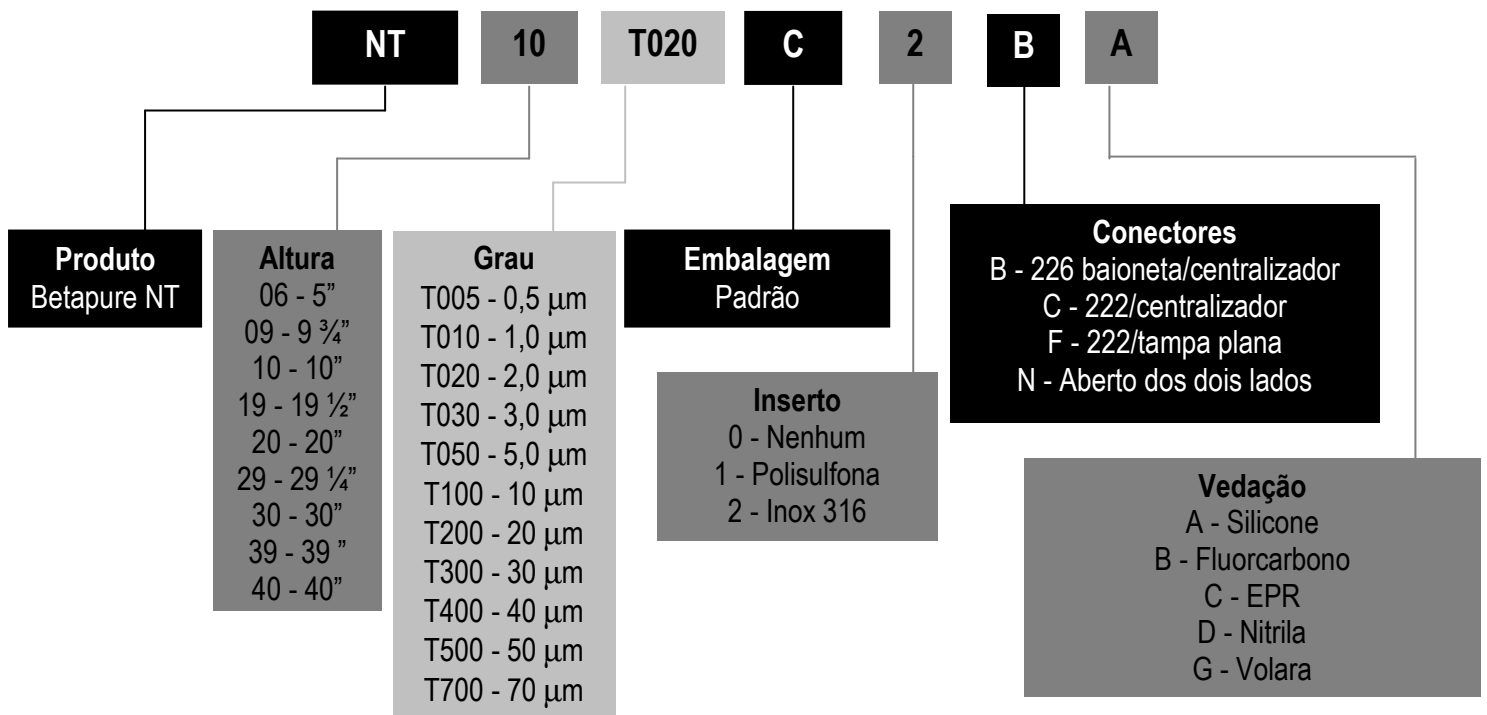 NT 10 T020 C 2 B A
Produto
Betapure NT
Altura
06 - 5”
09 - 9 ¾”
10 - 10”
19 - 19 ½”
20 - 20”
29 - 29 ¼”
30 - 30”
39 - 39 ”
40 - 40”
Grau
T005 - 0,5 μm
T010 - 1,0 μm
T020 - 2,0 μm
T030 - 3,0 μm
T050 - 5,0 μm
T100 - 10 μm
T200 - 20 μm
T300 - 30 μm
T400 - 40 μm
T500 - 50 μm
T700 - 70 μm
Embalagem
Padrão
Inserto
0 - Nenhum
1 - Polisulfona
2 - Inox 316
Conectores
B - 226 baioneta/centralizador
C - 222/centralizador
F - 222/tampa plana
N - Aberto dos dois lados
Vedação
A - Silicone
B - Fluorcarbono
C - EPR
D - Nitrila
G - Volara